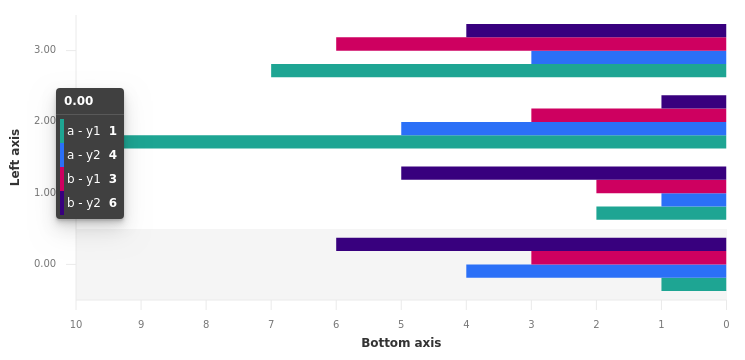 3.00
2.00
1.00
0.00
Left axis
0.00
a - y1 1
a - y2 4
b - y1 3
b - y2 6
10 9 8 7 6 5 4 3 2 1 0
Bottom axis